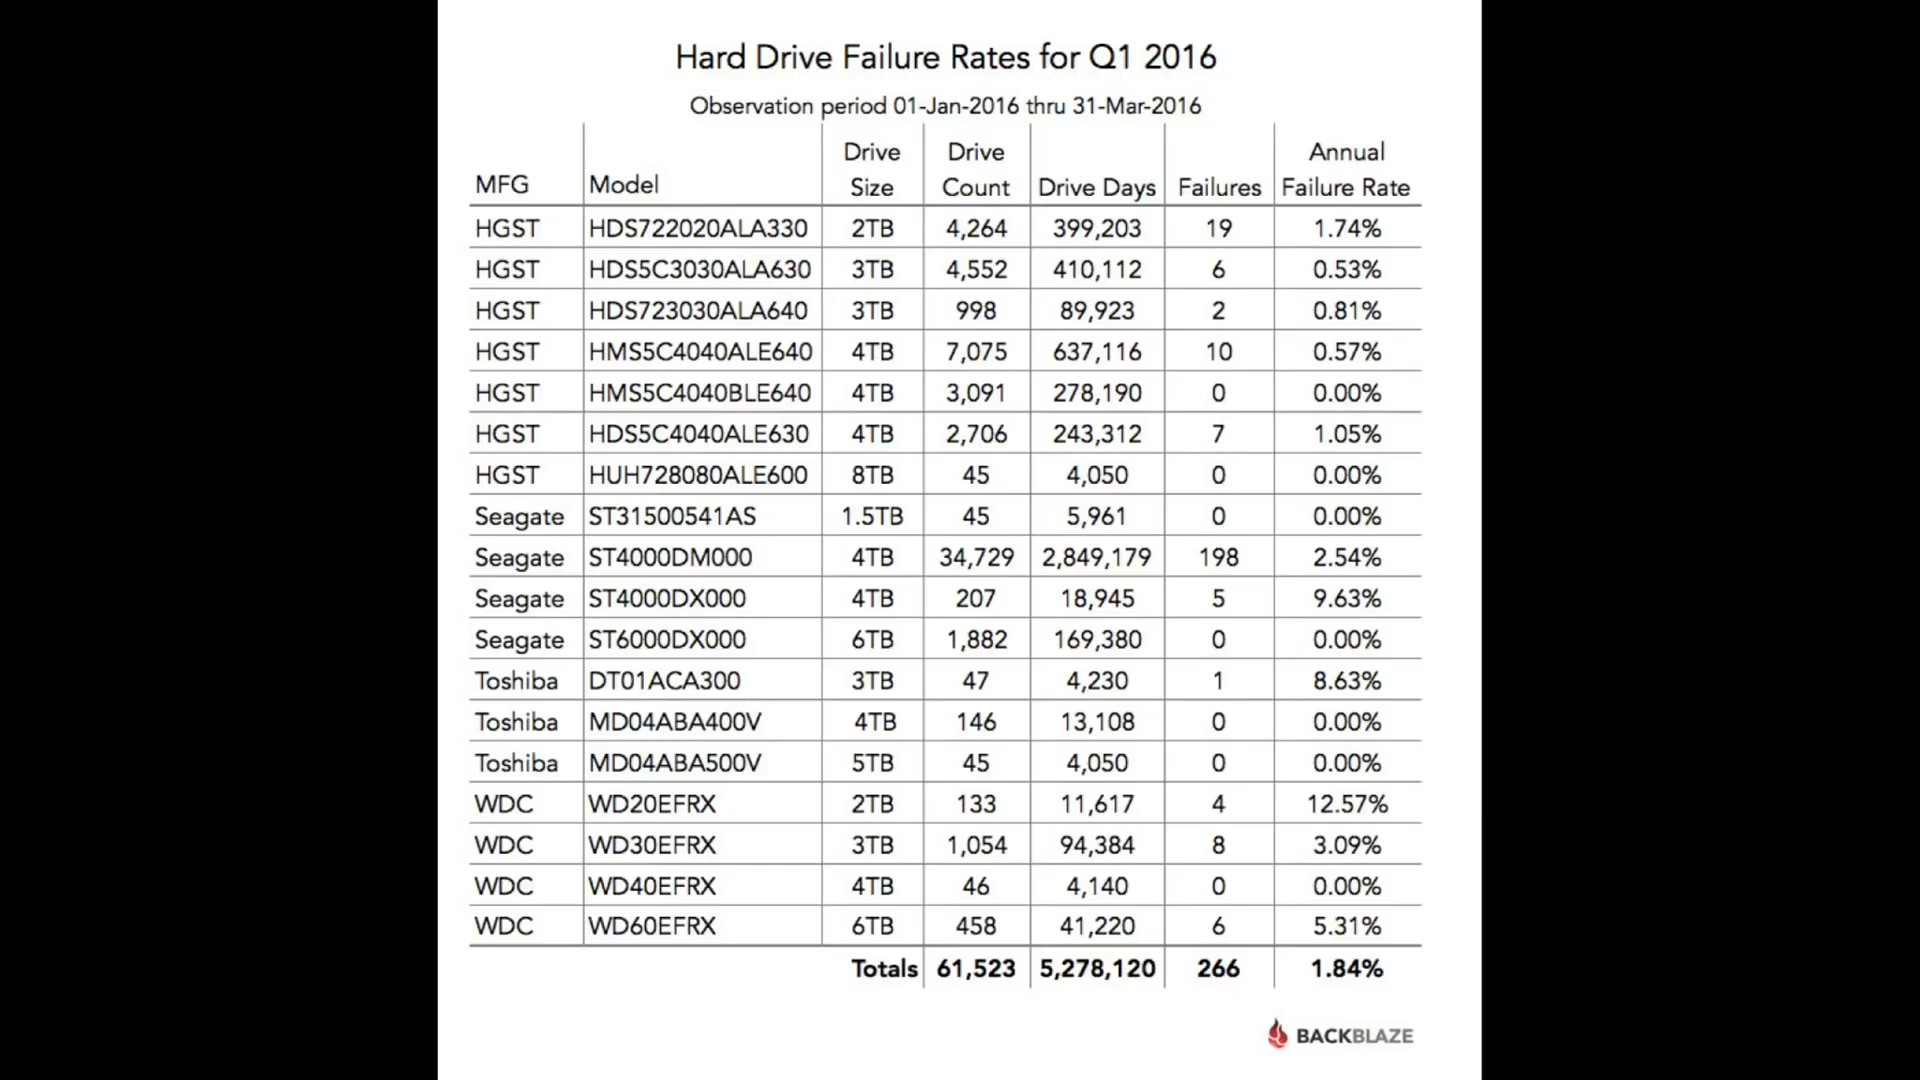 Hard Drive Failure Rates for Q1 2016
Observation period 01-Jan-2016 thru 31-Mar-2016
MFG Model Drive Size Drive Count Drive Days Failures Annual Failure Rate
HGST HDS722020ALA330 2TB 4,264 399,203 19 1.74%
HGST HDS5C3030ALA630 3TB 4,552 410,112 6 0.53%
HGST HDS723030ALA640 3TB 998 89,923 2 0.81%
HGST HMS5C4040ALE640 4TB 7,075 637,116 10 0.57%
HGST HMS5C4040BLE640 4TB 3,091 278,190 0 0.00%
HGST HDS5C4040ALE630 4TB 2,706 243,312 7 1.05%
HGST HUH728080ALE600 8TB 45 4,050 0 0.00%
Seagate ST31500541AS 1.5TB 45 5,961 0 0.00%
Seagate ST4000DM000 4TB 34,729 2,849,179 198 2.54%
Seagate ST4000DX000 4TB 207 18,945 5 9.63%
Seagate ST6000DX000 6TB 1,882 169,380 0 0.00%
Toshiba DT01ACA300 3TB 47 4,230 1 8.63%
Toshiba MD04ABA400V 4TB 146 13,108 0 0.00%
Toshiba MD04ABA500V 5TB 45 4,050 0 0.00%
WDC WD20EFRX 2TB 133 11,617 4 12.57%
WDC WD30EFRX 3TB 1,054 94,384 8 3.09%
WDC WD40EFRX 4TB 46 4,140 0 0.00%
WDC WD60EFRX 6TB 458 41,220 6 5.31%
Totals 61,523 5,278,120 266 1.84%
BACKBLAZE